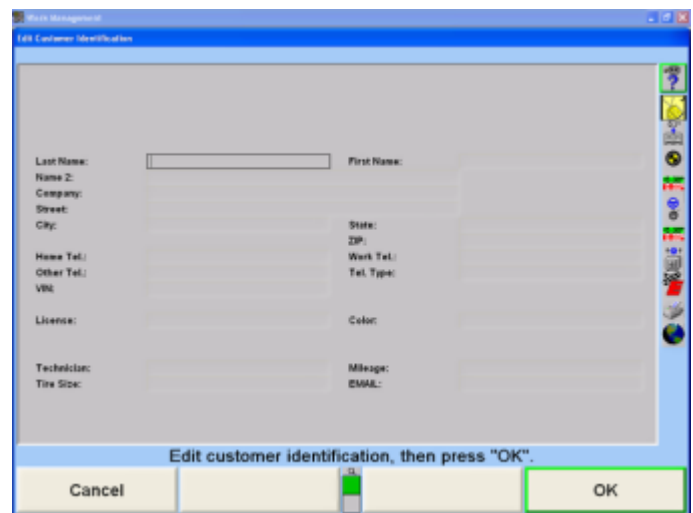 Work Management
Edit Customer Identification
Last Name: First Name:
Name 2:
Company:
Street:
City: State:
ZIP:
Home Tel.: Work Tel.:
Other Tel.: Tel. Type:
VIN:
License: Color:
Technician: Mileage:
Tire Size: EMAIL:
Edit customer identification, then press "OK".
Cancel OK